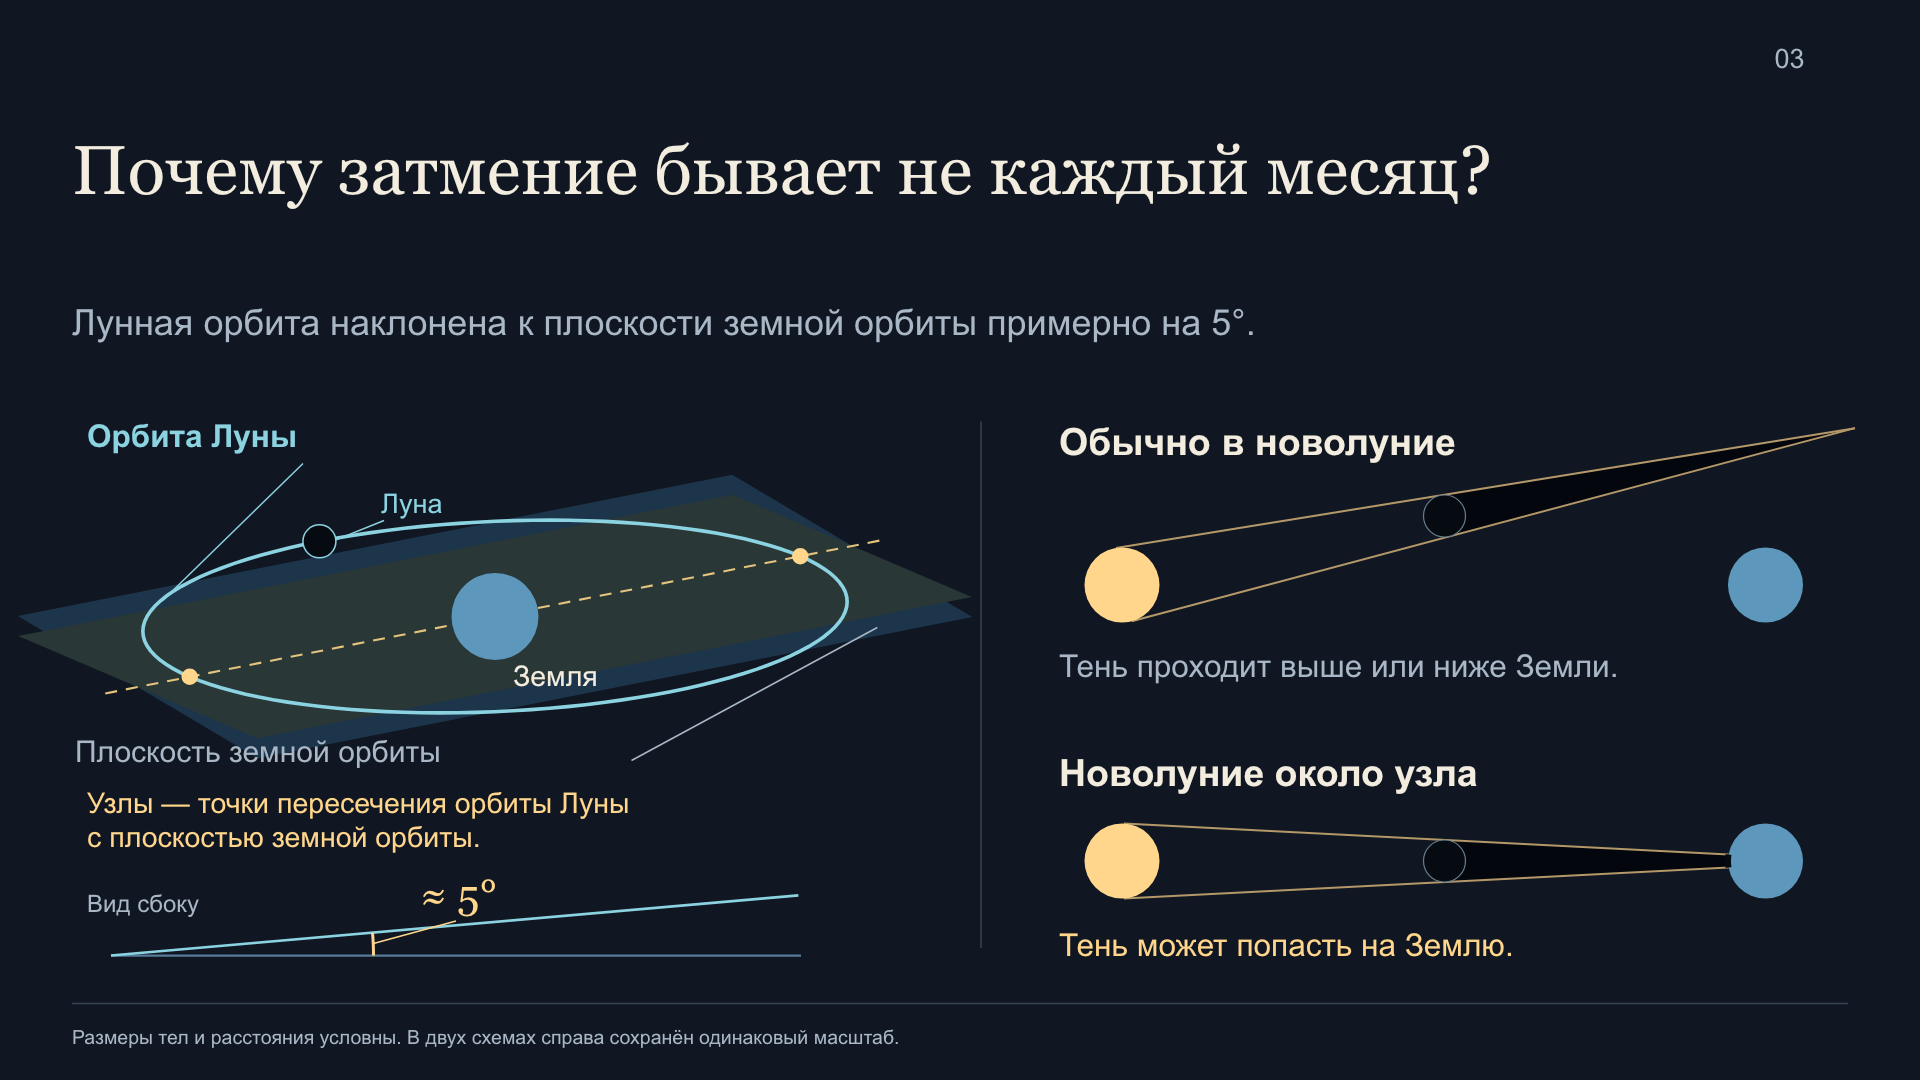 03
Почему затмение бывает не каждый месяц?
Лунная орбита наклонена к плоскости земной орбиты примерно на 5°.
Орбита Луны
Луна
Земля
Плоскость земной орбиты
Узлы — точки пересечения орбиты Луны
с плоскостью земной орбиты.
Вид сбоку
≈ 5°
Обычно в новолуние
Тень проходит выше или ниже Земли.
Новолуние около узла
Тень может попасть на Землю.
Размеры тел и расстояния условны. В двух схемах справа сохранён одинаковый масштаб.